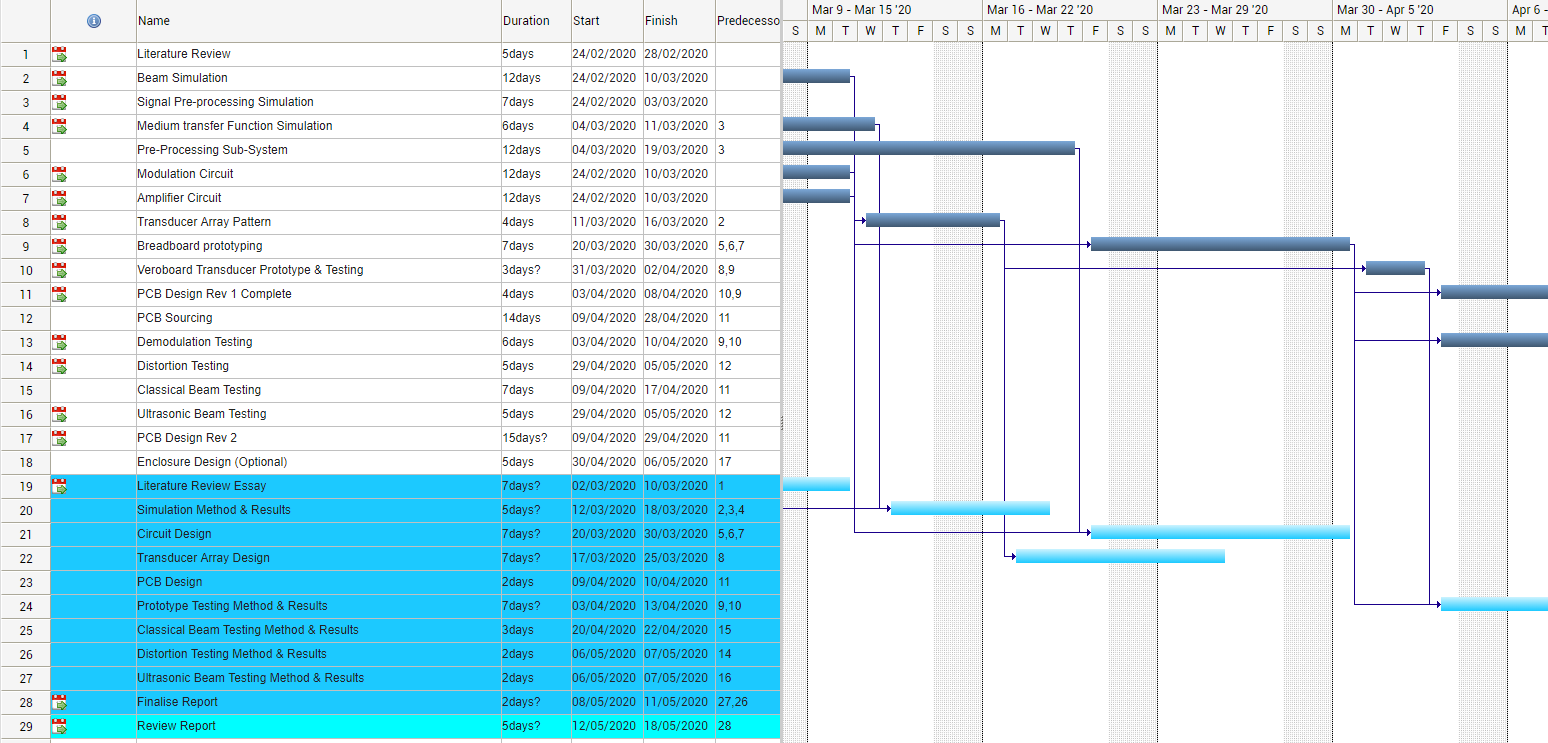 Name Duration Start Finish Predecesso Mar 9 - Mar 15 '20 Mar 16 - Mar 22 '20 Mar 23 - Mar 29 '20 Mar 30 - Apr 5 '20 Apr 6 -
S M T W T F S S M T W T F S S M T W T F S S M T W T F S S M T
1 Literature Review 5days 24/02/2020 28/02/2020
2 Beam Simulation 12days 24/02/2020 10/03/2020
3 Signal Pre-processing Simulation 7days 24/02/2020 03/03/2020
4 Medium transfer Function Simulation 6days 04/03/2020 11/03/2020 3
5 Pre-Processing Sub-System 12days 04/03/2020 19/03/2020 3
6 Modulation Circuit 12days 24/02/2020 10/03/2020
7 Amplifier Circuit 12days 24/02/2020 10/03/2020
8 Transducer Array Pattern 4days 11/03/2020 16/03/2020 2
9 Breadboard prototyping 7days 20/03/2020 30/03/2020 5,6,7
10 Veroboard Transducer Prototype & Testing 3days? 31/03/2020 02/04/2020 8,9
11 PCB Design Rev 1 Complete 4days 03/04/2020 08/04/2020 10,9
12 PCB Sourcing 14days 09/04/2020 28/04/2020 11
13 Demodulation Testing 6days 03/04/2020 10/04/2020 9,10
14 Distortion Testing 5days 29/04/2020 05/05/2020 12
15 Classical Beam Testing 7days 09/04/2020 17/04/2020 11
16 Ultrasonic Beam Testing 5days 29/04/2020 05/05/2020 12
17 PCB Design Rev 2 15days? 09/04/2020 29/04/2020 11
18 Enclosure Design (Optional) 5days 30/04/2020 06/05/2020 17
19 Literature Review Essay 7days? 02/03/2020 10/03/2020 1
20 Simulation Method & Results 5days? 12/03/2020 18/03/2020 2,3,4
21 Circuit Design 7days? 20/03/2020 30/03/2020 5,6,7
22 Transducer Array Design 7days? 17/03/2020 25/03/2020 8
23 PCB Design 2days 09/04/2020 10/04/2020 11
24 Prototype Testing Method & Results 7days? 03/04/2020 13/04/2020 9,10
25 Classical Beam Testing Method & Results 3days 20/04/2020 22/04/2020 15
26 Distortion Testing Method & Results 2days 06/05/2020 07/05/2020 14
27 Ultrasonic Beam Testing Method & Results 2days 06/05/2020 07/05/2020 16
28 Finalise Report 2days? 08/05/2020 11/05/2020 27,26
29 Review Report 5days? 12/05/2020 18/05/2020 28